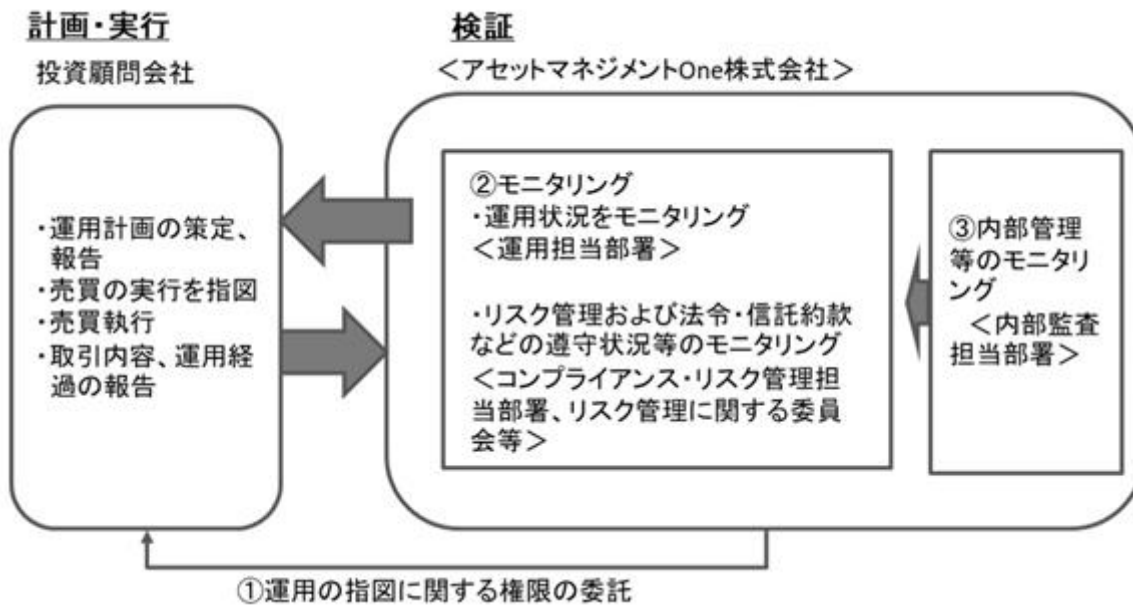 計画・実行
投資顧問会社
・運用計画の策定、
報告
・売買の実行を指図
・売買執行
・取引内容、運用経
過の報告
検証
＜アセットマネジメントOne株式会社＞
②モニタリング
・運用状況をモニタリング
＜運用担当部署＞
・リスク管理および法令・信託約款
などの遵守状況等のモニタリング
＜コンプライアンス・リスク管理担
当部署、リスク管理に関する委員
会等＞
③内部管理
等のモニタリ
ング
＜内部監査
担当部署＞
①運用の指図に関する権限の委託